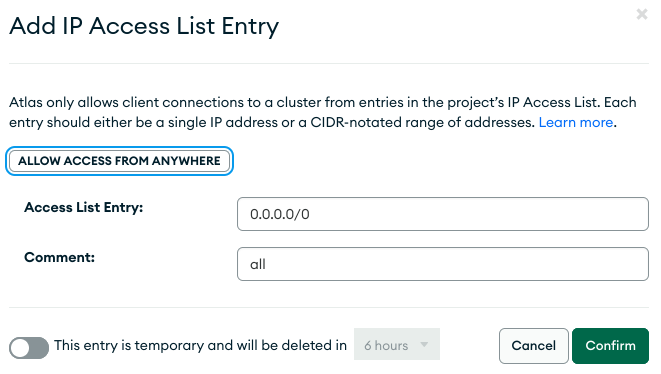 Add IP Access List Entry
×
Atlas only allows client connections to a cluster from entries in the project's IP Access List. Each
entry should either be a single IP address or a CIDR-notated range of addresses. Learn more.
ALLOW ACCESS FROM ANYWHERE
Access List Entry:
0.0.0.0/0
Comment:
all
This entry is temporary and will be deleted in
6 hours
Cancel
Confirm